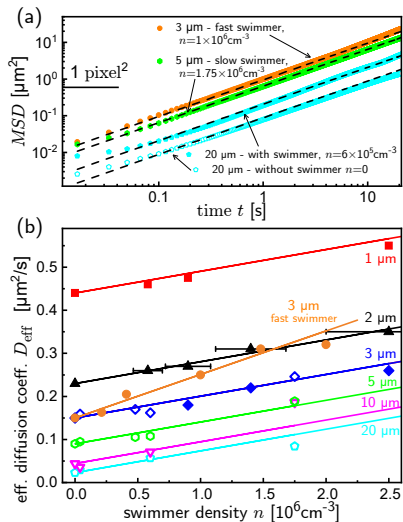 (a)
3 µm - fast swimmer,
n=1×10⁶cm⁻³
5 µm - slow swimmer,
n=1.75×10⁶cm⁻³
1 pixel²
20 µm - with swimmer, n=6×10⁵cm⁻³
20 µm - without swimmer n=0
MSD [µm²]
10¹
10⁰
10⁻¹
10⁻²
0.1
1
10
time t [s]
(b)
eff. diffusion coeff. D_eff [µm²/s]
0.5
0.4
0.3
0.2
0.1
0.0
1 µm
3 µm
fast swimmer
2 µm
3 µm
5 µm
10 µm
20 µm
0.0
0.5
1.0
1.5
2.0
2.5
swimmer density n [10⁶cm⁻³]